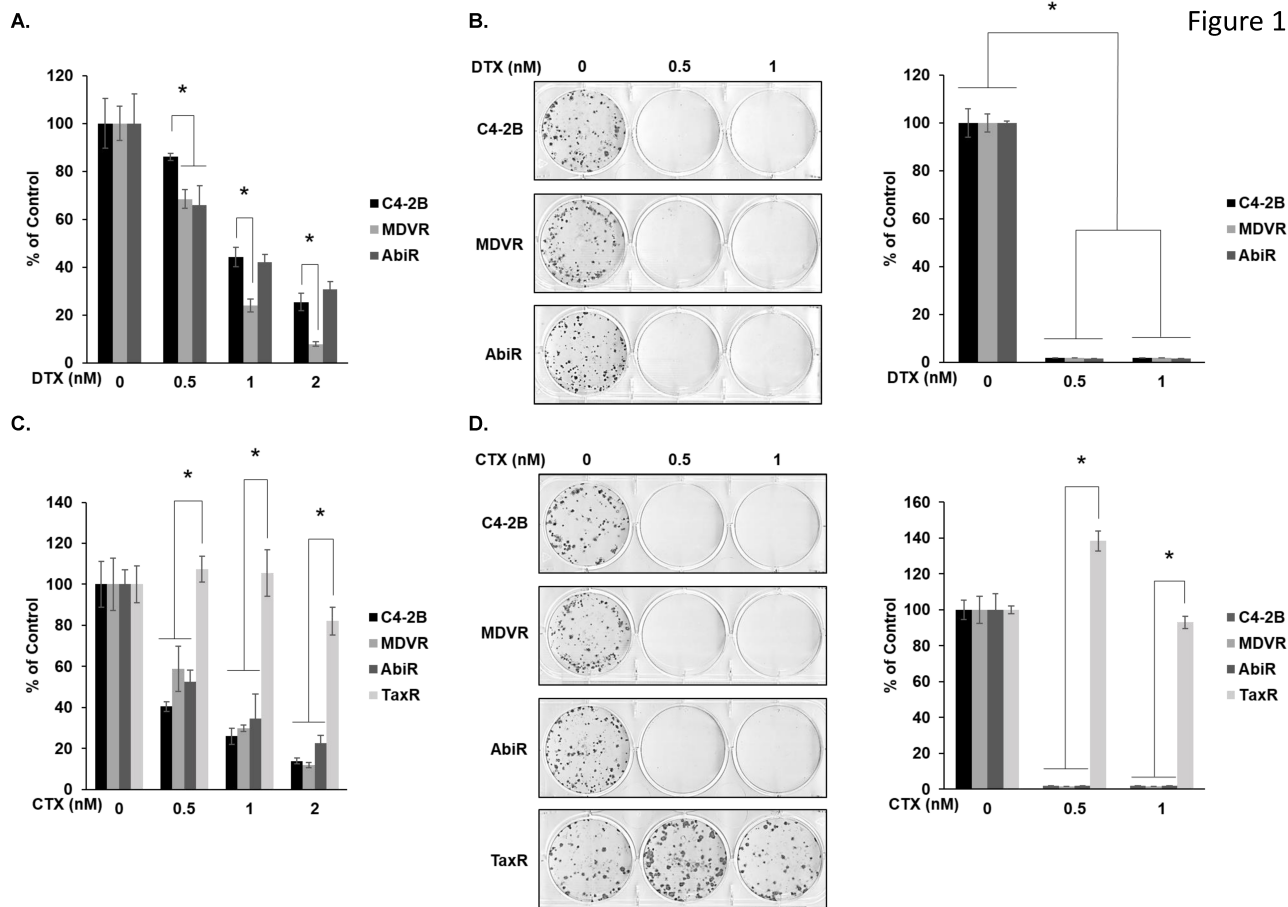 Figure 1
A.
*
*
*
% of Control
120
100
80
60
40
20
0
DTX (nM)
0 0.5 1 2
C4-2B
MDVR
AbiR
B.
DTX (nM) 0 0.5 1
C4-2B
MDVR
AbiR
*
% of Control
120
100
80
60
40
20
0
DTX (nM)
0 0.5 1
C4-2B
MDVR
AbiR
C.
*
*
*
% of Control
140
120
100
80
60
40
20
0
CTX (nM)
0 0.5 1 2
C4-2B
MDVR
AbiR
TaxR
D.
CTX (nM) 0 0.5 1
C4-2B
MDVR
AbiR
TaxR
*
*
% of Control
160
140
120
100
80
60
40
20
0
CTX (nM)
0 0.5 1
C4-2B
MDVR
AbiR
TaxR